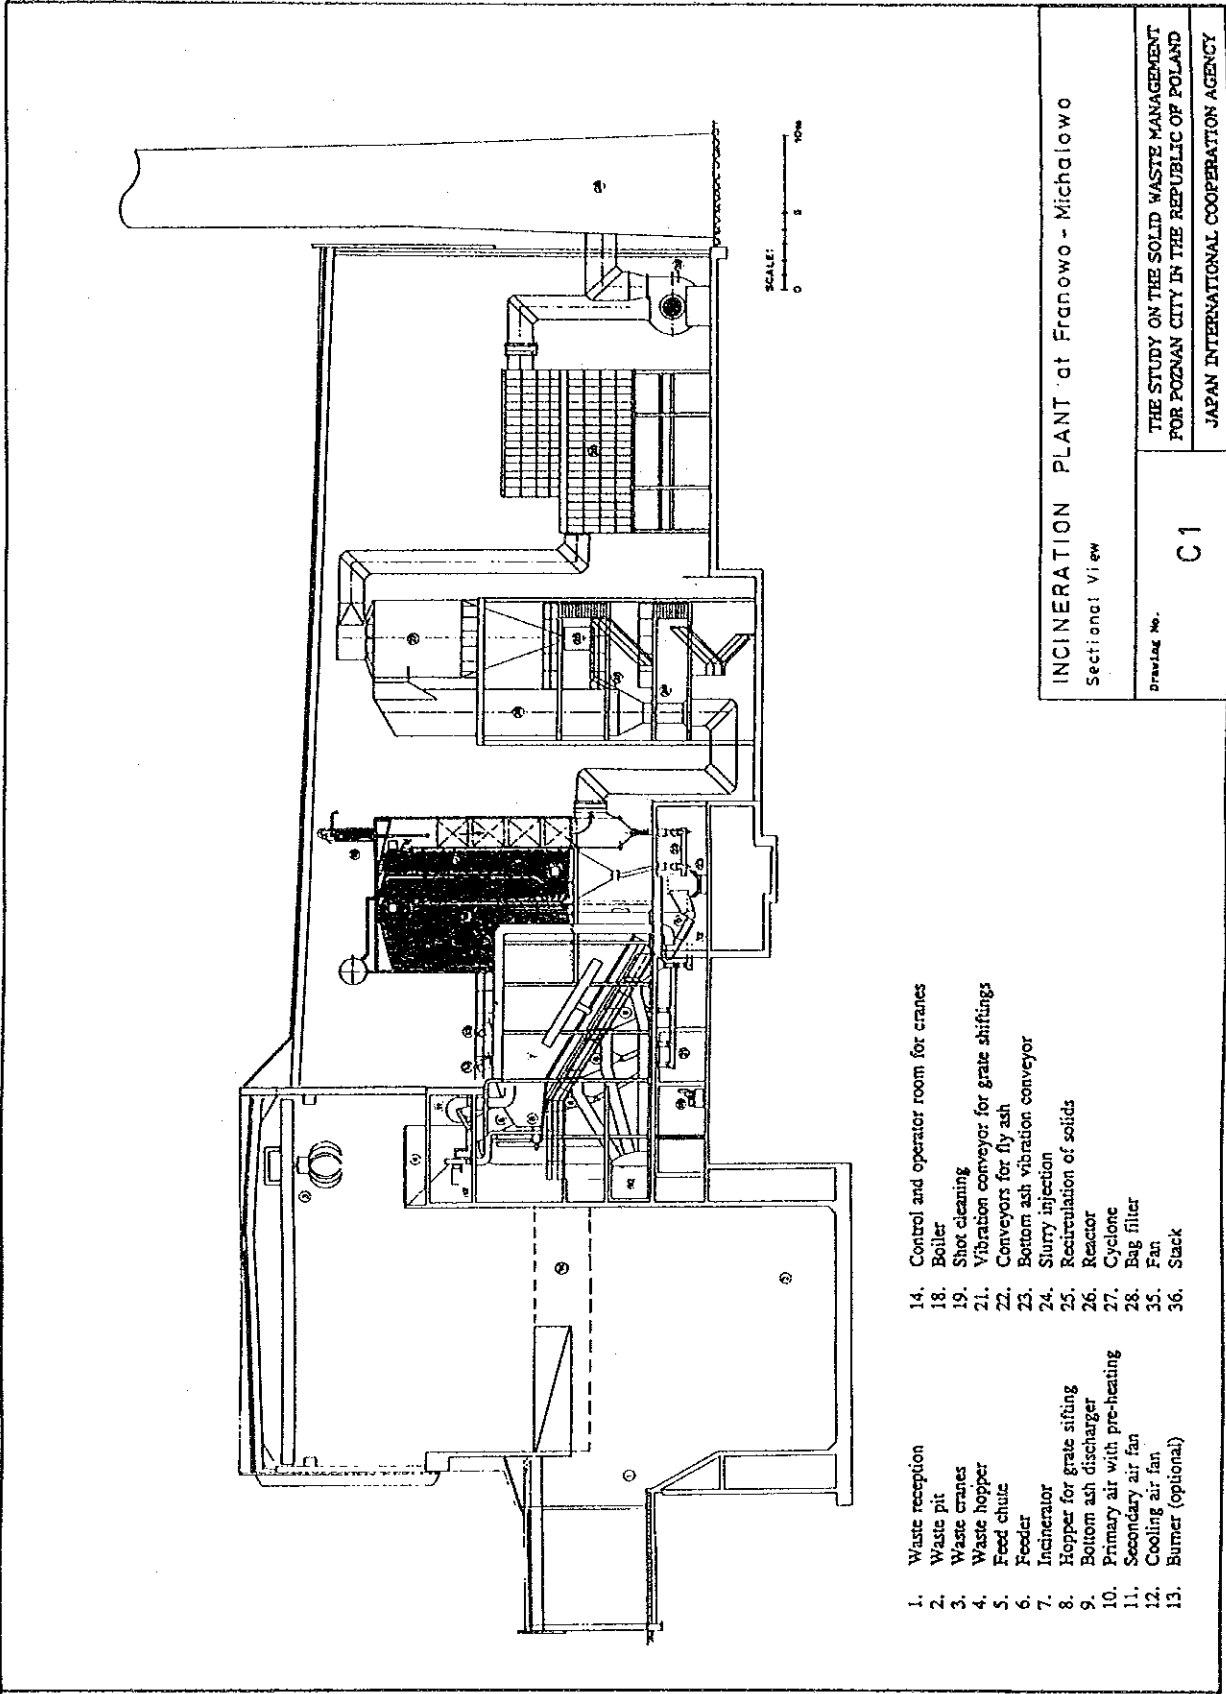 SCALE:
0
5
10m
1. Waste reception
2. Waste pit
3. Waste cranes
4. Waste hopper
5. Feed chute
6. Feeder
7. Incinerator
8. Hopper for grate sifting
9. Bottom ash discharger
10. Primary air with pre-heating
11. Secondary air fan
12. Cooling air fan
13. Burner (optional)
14. Control and operator room for cranes
18. Boiler
19. Shot cleaning
21. Vibration conveyor for grate shiftings
22. Conveyors for fly ash
23. Bottom ash vibration conveyor
24. Slurry injection
25. Recirculation of solids
26. Reactor
27. Cyclone
28. Bag filter
35. Fan
36. Stack
INCINERATION PLANT at Franowo - Michalowo
Sectional View
Drawing No.
C 1
THE STUDY ON THE SOLID WASTE MANAGEMENT
FOR POZNAN CITY IN THE REPUBLIC OF POLAND
JAPAN INTERNATIONAL COOPERATION AGENCY